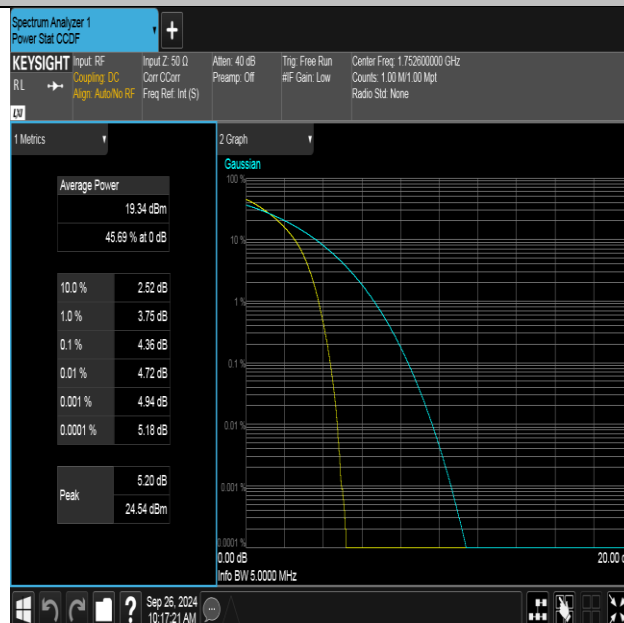 Spectrum Analyzer 1
Power Stat CCDF
+
KEYSIGHT Input: RF Input Z: 50 Ω Atten: 40 dB Trig: Free Run Center Freq: 1.752600000 GHz
RL Coupling: DC Corr CCorr Preamp: Off #IF Gain: Low Counts: 1.00 M/1.00 Mpt
Align: Auto/No RF Freq Ref: Int (S) Radio Std: None
LXI
1 Metrics
Average Power
19.34 dBm
45.69 % at 0 dB
10.0 % 2.52 dB
1.0 % 3.75 dB
0.1 % 4.36 dB
0.01 % 4.72 dB
0.001 % 4.94 dB
0.0001 % 5.18 dB
Peak 5.20 dB
24.54 dBm
2 Graph
Gaussian
100 %
10 %
1 %
0.1 %
0.01 %
0.001 %
0.0001 %
0.00 dB 20.00
Info BW 5.0000 MHz
? Sep 26, 2024
10:17:21 AM